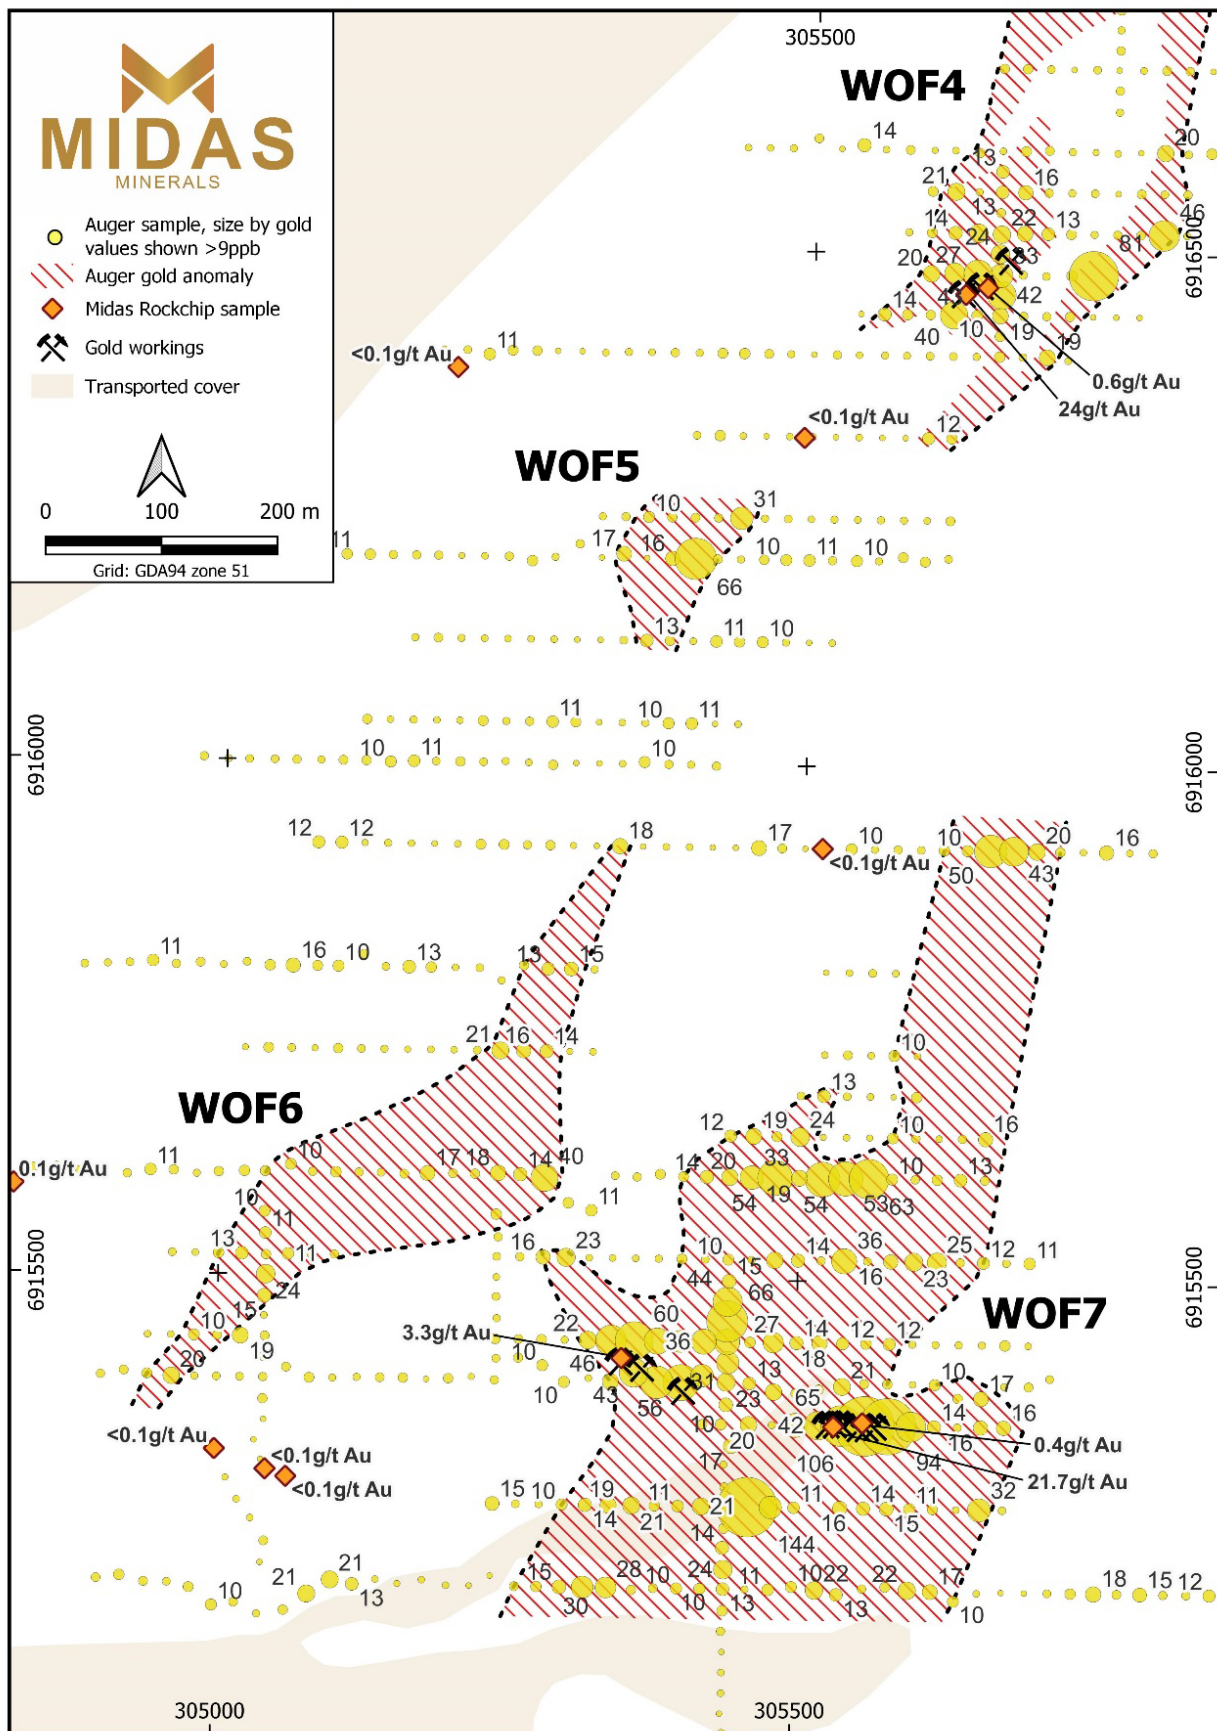 305500
WOF4
MIDAS
MINERALS
Auger sample, size by gold
values shown >9ppb
Auger gold anomaly
Midas Rockchip sample
Gold workings
Transported cover
0 100 200 m
Grid: GDA94 zone 51
14
20
13
21 16
13
14 24 22 13 46
20 27 83 81
6916500
14 4 42
40 10 19 19
<0.1g/t Au 11
0.6g/t Au
24g/t Au
<0.1g/t Au 12
WOF5
10 31
11 17 16 10 11 10
66
13 11 10
11 10 11
6916000
10 11 10
6916000
12 12 18 17 10 10 20 16
<0.1g/t Au 50 43
11 16 10 13 13 15
21 16 14 10
WOF6
13
12 19 24 10 16
11 10 17 18 14 40 14 20 33 10 13
0.1g/t Au
54 19 54 53 63
10 11
11
13 11 16 23 10 15 14 36 25 12 11
16 23
6915500
24 44 66
6915500
WOF7
15 60
10 22 36 27 14 12 12
3.3g/t Au
20 19 10 46 31 13 18 21 10 17
10 43 56 23 65
10 42 14 16
<0.1g/t Au 20 106 94 16 0.4g/t Au
<0.1g/t Au 17 21.7g/t Au
<0.1g/t Au
15 10 19 11 21 11 14 11 32
14 21 16 15
14 144
21 21 15 28 10 24 11 10 22 22 17 18 15 12
10 13 30 10 13 13 10
305000 305500